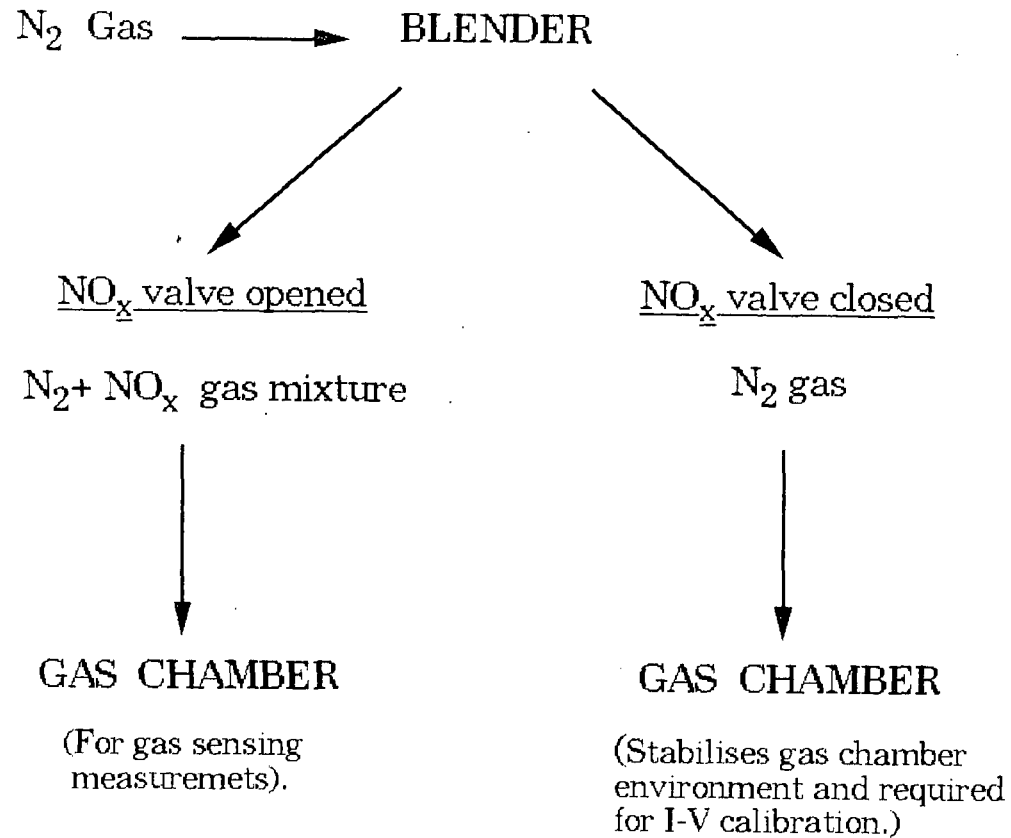 N₂ Gas
BLENDER
NOₓ valve opened
NOₓ valve closed
N₂+ NOₓ gas mixture
N₂ gas
GAS CHAMBER
GAS CHAMBER
(For gas sensing
measuremets).
(Stabilises gas chamber
environment and required
for I-V calibration.)